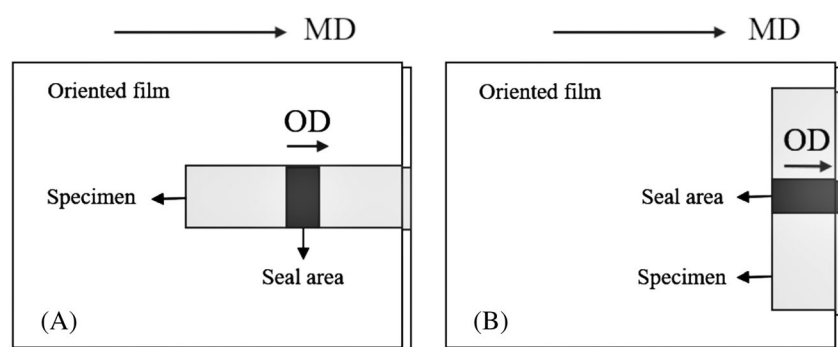 MD
Oriented film
OD
Specimen
Seal area
(A)
MD
Oriented film
OD
Seal area
Specimen
(B)